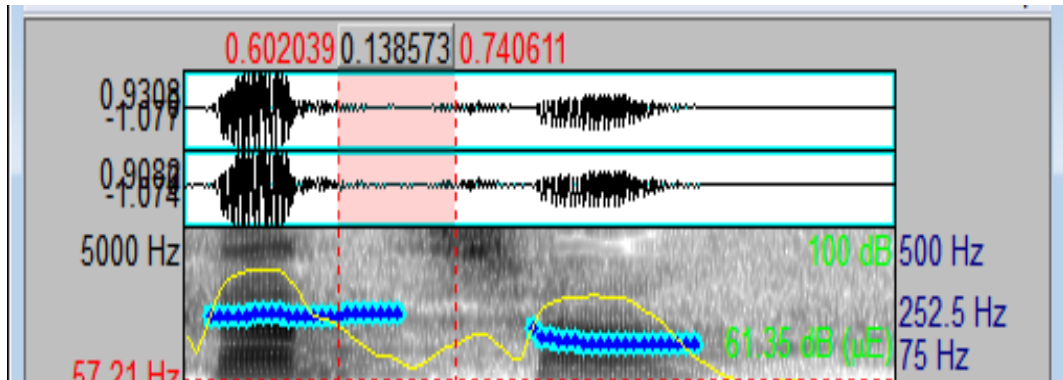 0.602039 0.138573 0.740611
0.9308
-1.077
0.9082
-1.074
5000 Hz 100 dB 500 Hz
252.5 Hz
61.35 dB (µE) 75 Hz
57.21 Hz